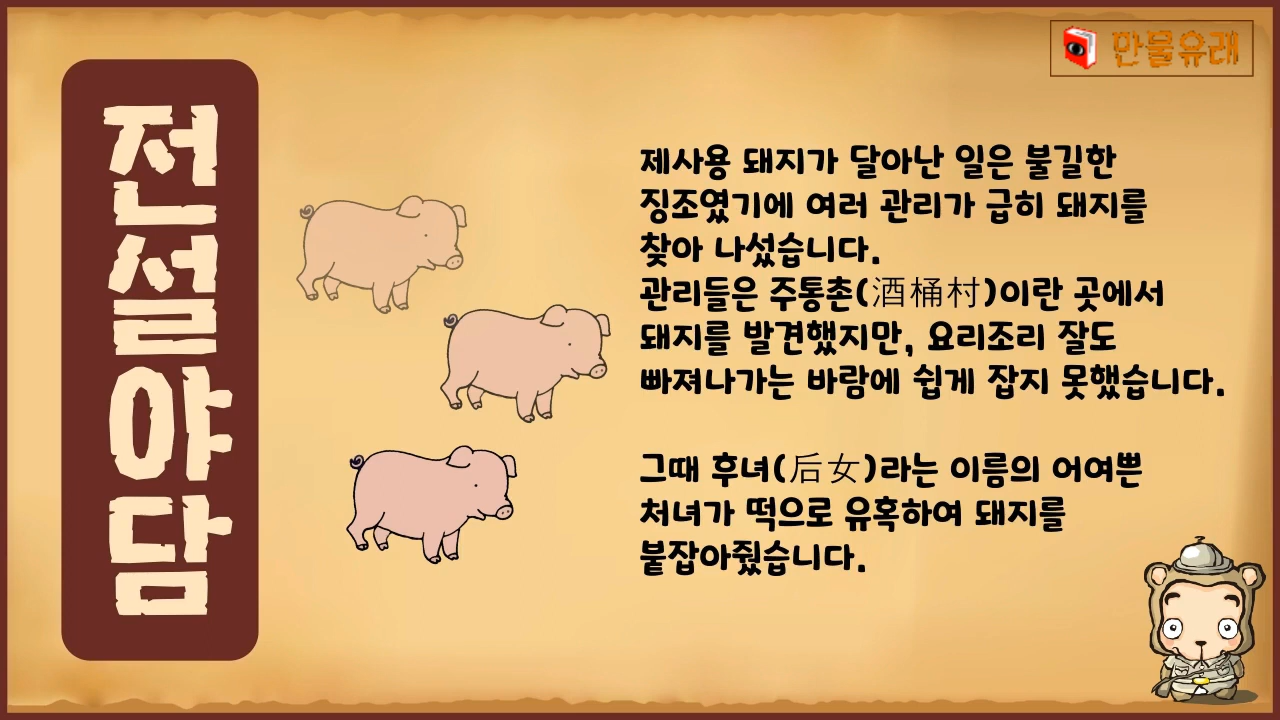 만물유래
전설야담
제사용 돼지가 달아난 일은 불길한
징조였기에 여러 관리가 급히 돼지를
찾아 나섰습니다.
관리들은 주통촌(酒桶村)이란 곳에서
돼지를 발견했지만, 요리조리 잘도
빠져나가는 바람에 쉽게 잡지 못했습니다.
그때 후녀(后女)라는 이름의 어여쁜
처녀가 떡으로 유혹하여 돼지를
붙잡아줬습니다.